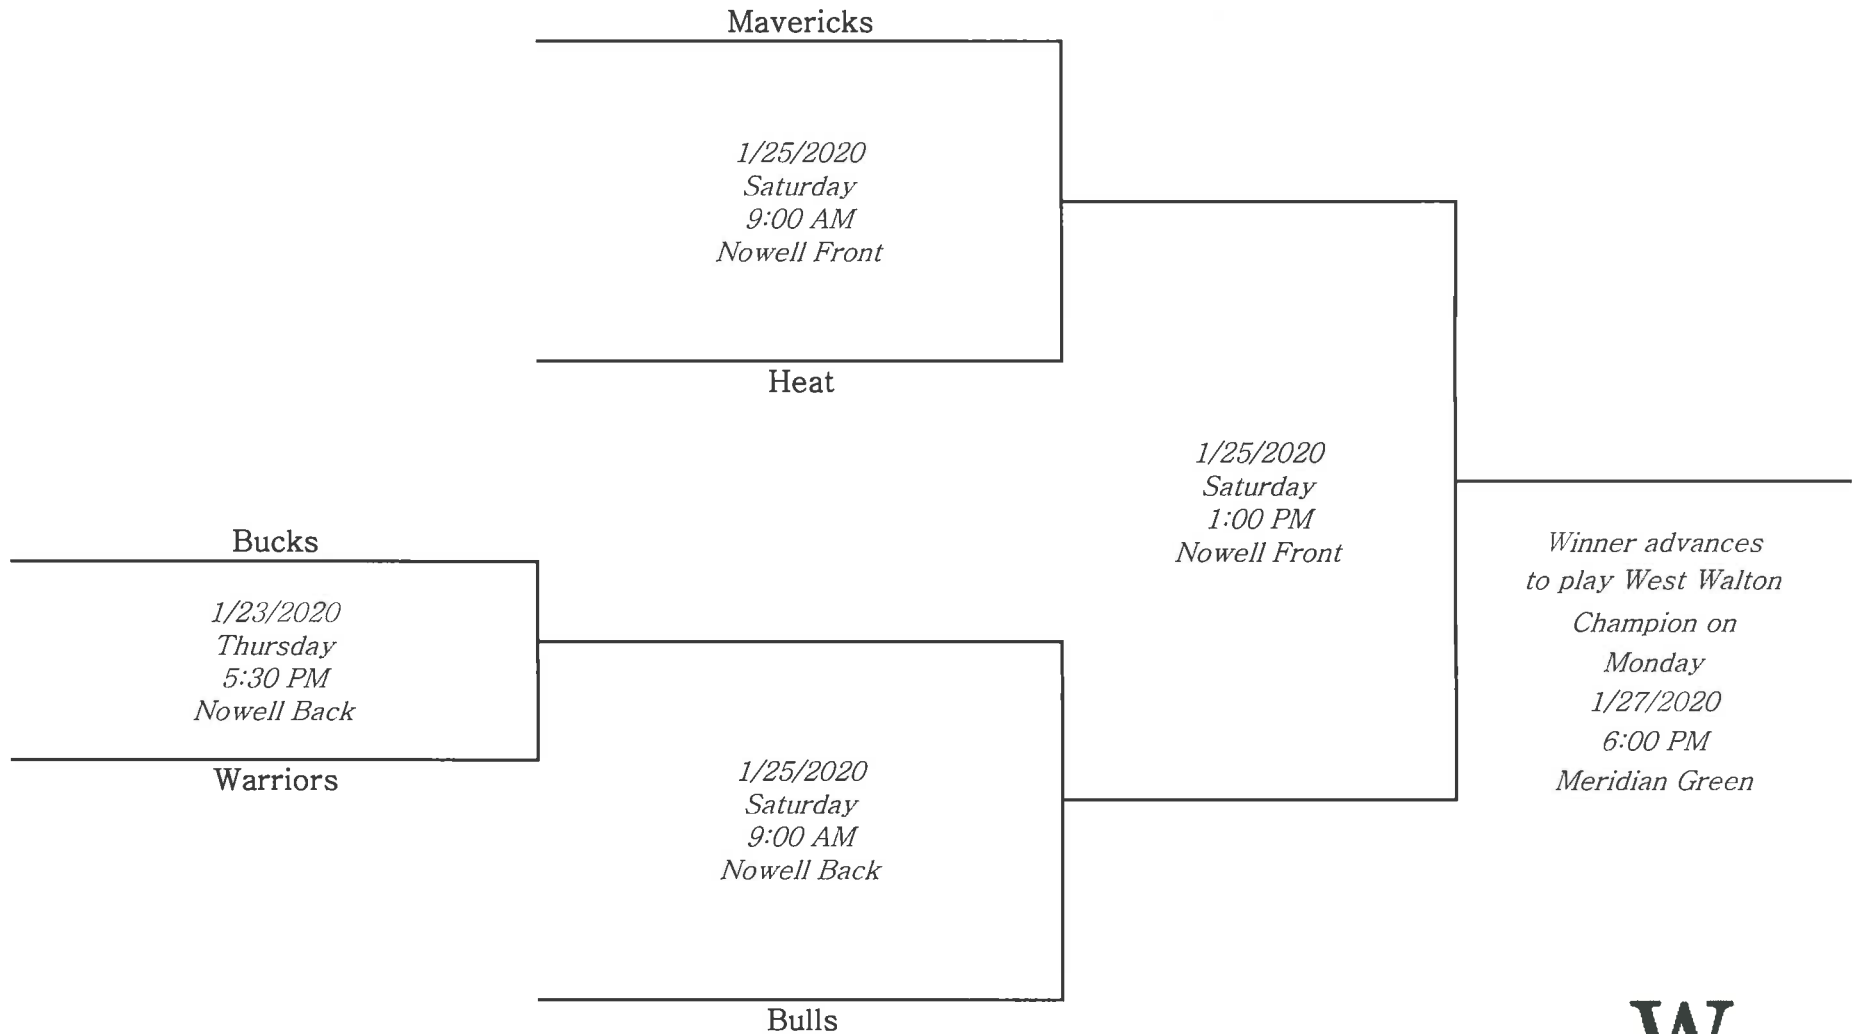 Mavericks
1/25/2020
Saturday
9:00 AM
Nowell Front
Heat
1/25/2020
Saturday
1:00 PM
Nowell Front
Bucks
1/23/2020
Thursday
5:30 PM
Nowell Back
Warriors
1/25/2020
Saturday
9:00 AM
Nowell Back
Bulls
Winner advances
to play West Walton
Champion on
Monday
1/27/2020
6:00 PM
Meridian Green
W